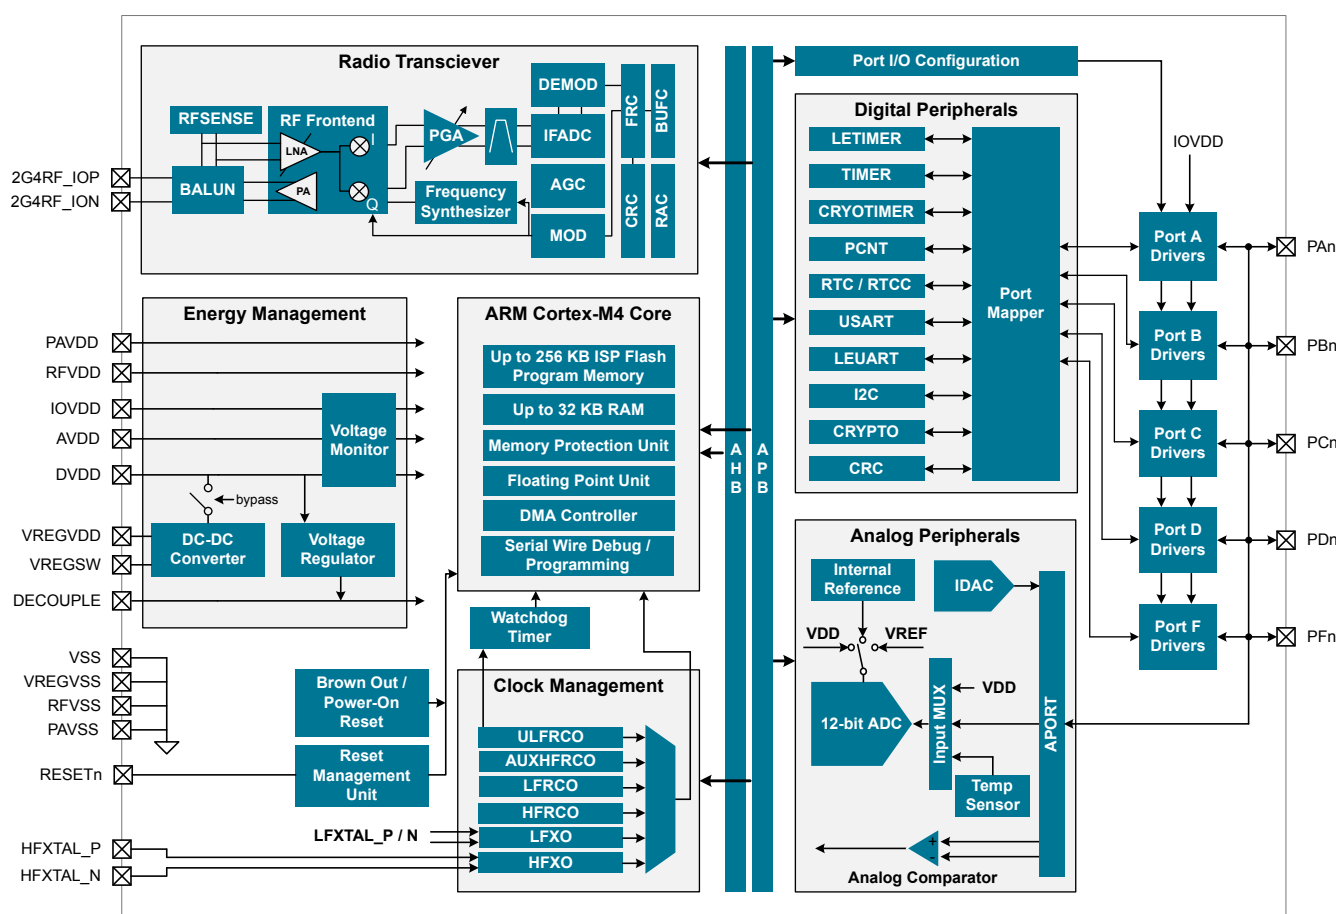 Radio Transciever
RFSENSE
RF Frontend
LNA
I
PA
Q
BALUN
PGA
DEMOD
IFADC
AGC
MOD
Frequency
Synthesizer
FRC
BUFC
CRC
RAC
2G4RF_IOP
2G4RF_ION
Energy Management
PAVDD
RFVDD
IOVDD
AVDD
DVDD
VREGVDD
VREGSW
DECOUPLE
Voltage
Monitor
bypass
DC-DC
Converter
Voltage
Regulator
VSS
VREGVSS
RFVSS
PAVSS
RESETn
HFXTAL_P
HFXTAL_N
ARM Cortex-M4 Core
Up to 256 KB ISP Flash
Program Memory
Up to 32 KB RAM
Memory Protection Unit
Floating Point Unit
DMA Controller
Serial Wire Debug /
Programming
Watchdog
Timer
Brown Out /
Power-On
Reset
Reset
Management
Unit
Clock Management
ULFRCO
AUXHFRCO
LFRCO
HFRCO
LFXO
HFXO
LFXTAL_P / N
AHB
APB
Port I/O Configuration
Digital Peripherals
LETIMER
TIMER
CRYOTIMER
PCNT
RTC / RTCC
USART
LEUART
I2C
CRYPTO
CRC
Port
Mapper
Analog Peripherals
Internal
Reference
IDAC
VDD
VREF
12-bit ADC
Input MUX
VDD
Temp
Sensor
APORT
+
-
Analog Comparator
IOVDD
Port A
Drivers
Port B
Drivers
Port C
Drivers
Port D
Drivers
Port F
Drivers
PAn
PBn
PCn
PDn
PFn